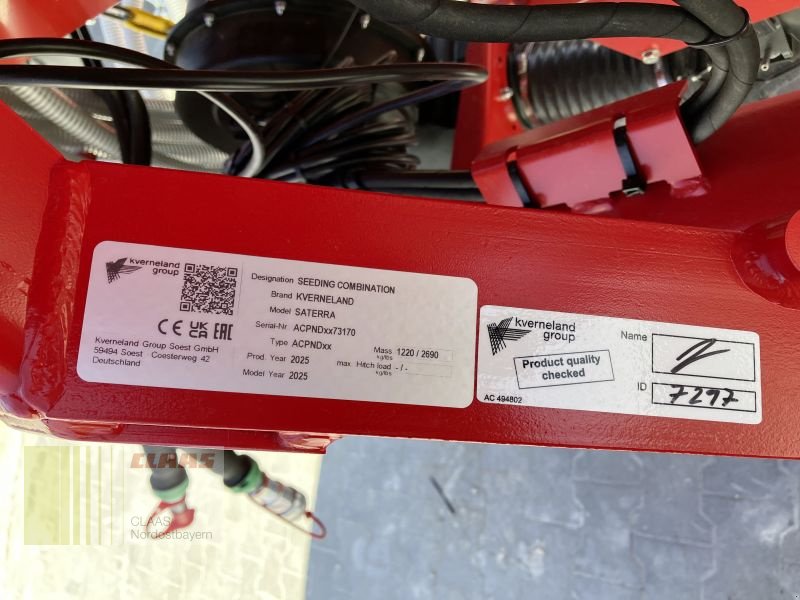 kverneland
group
CE UK CA EAC
Kverneland Group Soest GmbH
59494 Soest Coesterweg 42
Deutschland
Designation SEEDING COMBINATION
Brand KVERNELAND
Model SATERRA
Serial-Nr ACPNDxx73170
Type ACPNDxx
Prod. Year 2025
Model Year 2025
Mass kg/lbs 1220 / 2690
max. Hitch load kg/lbs - / -
kverneland
group
Product quality
checked
AC 494802
Name
ID 7297
CLAAS
CLAAS
Nordostbayern